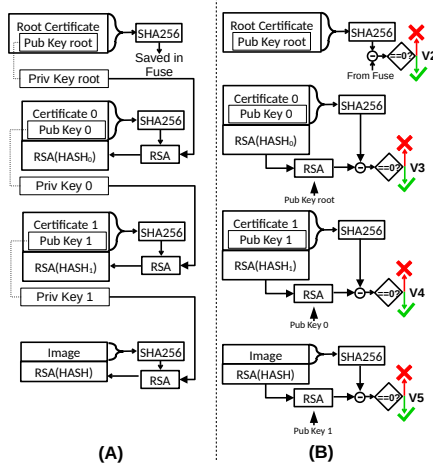 Root Certificate
Pub Key root
SHA256
Saved in
Fuse
Priv Key root
Certificate 0
Pub Key 0
SHA256
RSA(HASH₀)
RSA
Priv Key 0
Certificate 1
Pub Key 1
SHA256
RSA(HASH₁)
RSA
Priv Key 1
Image
SHA256
RSA(HASH)
RSA
(A)
Root Certificate
Pub Key root
SHA256
==0?
V2
From Fuse
Certificate 0
Pub Key 0
SHA256
RSA(HASH₀)
RSA
==0?
V3
Pub Key root
Certificate 1
Pub Key 1
SHA256
RSA(HASH₁)
RSA
==0?
V4
Pub Key 0
Image
SHA256
RSA(HASH)
RSA
==0?
V5
Pub Key 1
(B)